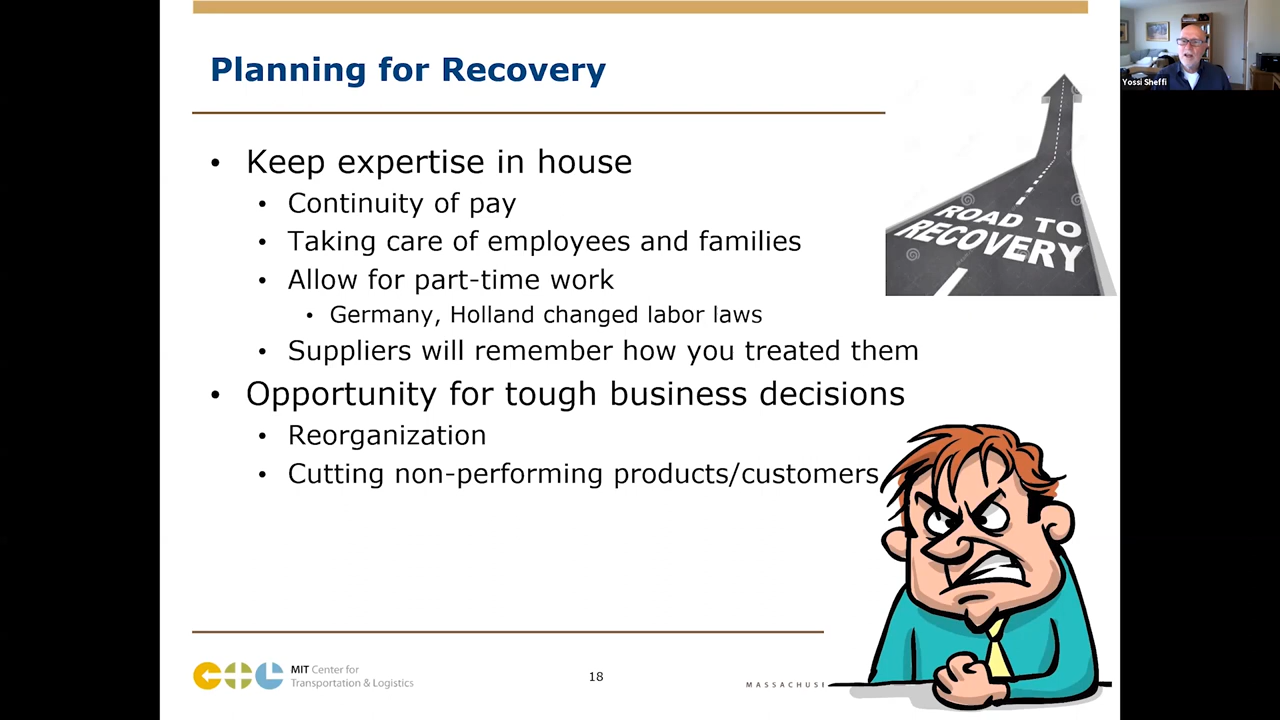 Planning for Recovery
Yossi Sheffi
ROAD TO
RECOVERY
• Keep expertise in house
• Continuity of pay
• Taking care of employees and families
• Allow for part-time work
• Germany, Holland changed labor laws
• Suppliers will remember how you treated them
• Opportunity for tough business decisions
• Reorganization
• Cutting non-performing products/customers
MIT Center for
Transportation & Logistics
18
MASSACHUSE